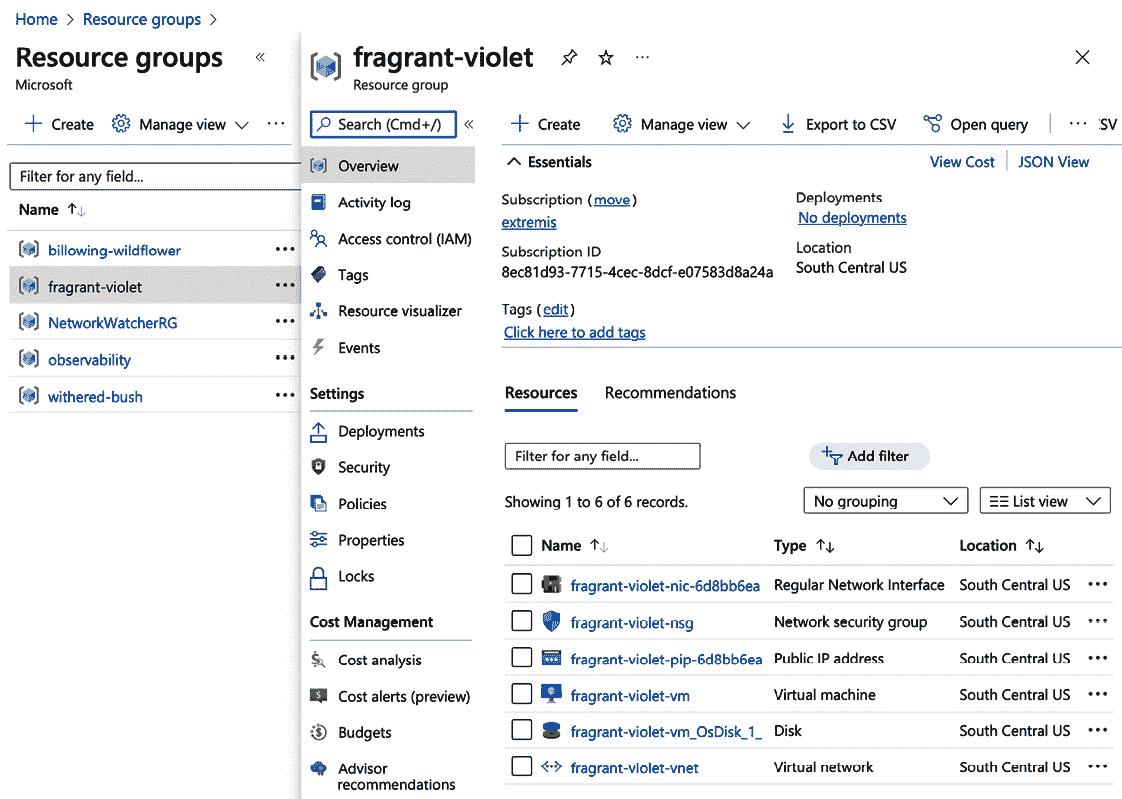 Home > Resource groups >
Resource groups «
Microsoft
+ Create Manage view ...
Filter for any field...
Name ↑↓
billowing-wildflower ...
fragrant-violet ...
NetworkWatcherRG ...
observability ...
withered-bush ...
fragrant-violet ...
Resource group
Search (Cmd+/) «
Overview
Activity log
Access control (IAM)
Tags
Resource visualizer
Events
Settings
Deployments
Security
Policies
Properties
Locks
Cost Management
Cost analysis
Cost alerts (preview)
Budgets
Advisor
recommendations
+ Create Manage view Export to CSV Open query ... SV
Essentials View Cost JSON View
Subscription (move)
extremis
Subscription ID
8ec81d93-7715-4cec-8dcf-e07583d8a24a
Deployments
No deployments
Location
South Central US
Tags (edit)
Click here to add tags
Resources Recommendations
Filter for any field... Add filter
Showing 1 to 6 of 6 records. No grouping List view
Name ↑↓ Type ↑↓ Location ↑↓
fragrant-violet-nic-6d8bb6ea Regular Network Interface South Central US ...
fragrant-violet-nsg Network security group South Central US ...
fragrant-violet-pip-6d8bb6ea Public IP address South Central US ...
fragrant-violet-vm Virtual machine South Central US ...
fragrant-violet-vm_OsDisk_1_ Disk South Central US ...
fragrant-violet-vnet Virtual network South Central US ...